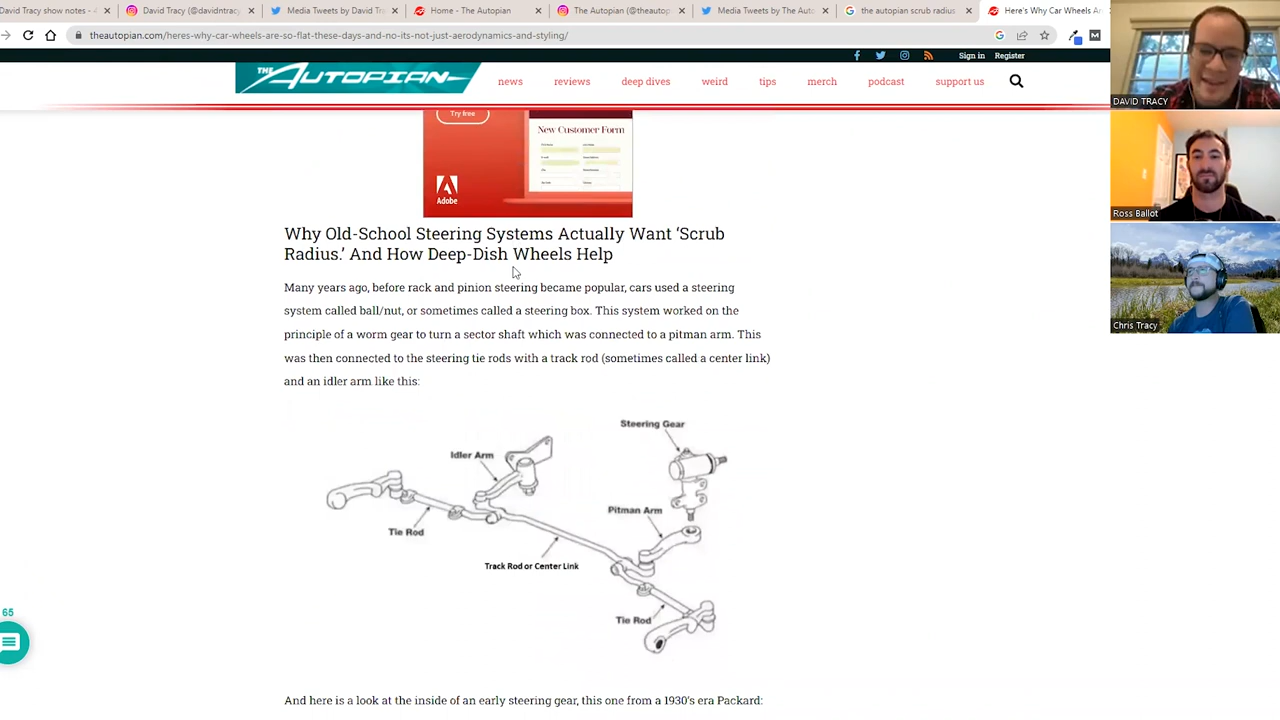 David Tracy show notes - 4
David Tracy (@davidntracy
Media Tweets by David Tr
Home - The Autopian
The Autopian (@theautop
Media Tweets by The Auto
the autopian scrub radius
Here's Why Car Wheels Are
theautopian.com/heres-why-car-wheels-are-so-flat-these-days-and-no-its-not-just-aerodynamics-and-styling/
Sign in Register
THE AUTOPIAN
news reviews deep dives weird tips merch podcast support us
DAVID TRACY
Ross Ballot
Chris Tracy
Try free
New Customer Form
Adobe
Why Old-School Steering Systems Actually Want ‘Scrub
Radius.’ And How Deep-Dish Wheels Help
Many years ago, before rack and pinion steering became popular, cars used a steering
system called ball/nut, or sometimes called a steering box. This system worked on the
principle of a worm gear to turn a sector shaft which was connected to a pitman arm. This
was then connected to the steering tie rods with a track rod (sometimes called a center link)
and an idler arm like this:
Steering Gear
Idler Arm
Pitman Arm
Tie Rod
Track Rod or Center Link
Tie Rod
65
And here is a look at the inside of an early steering gear, this one from a 1930's era Packard: